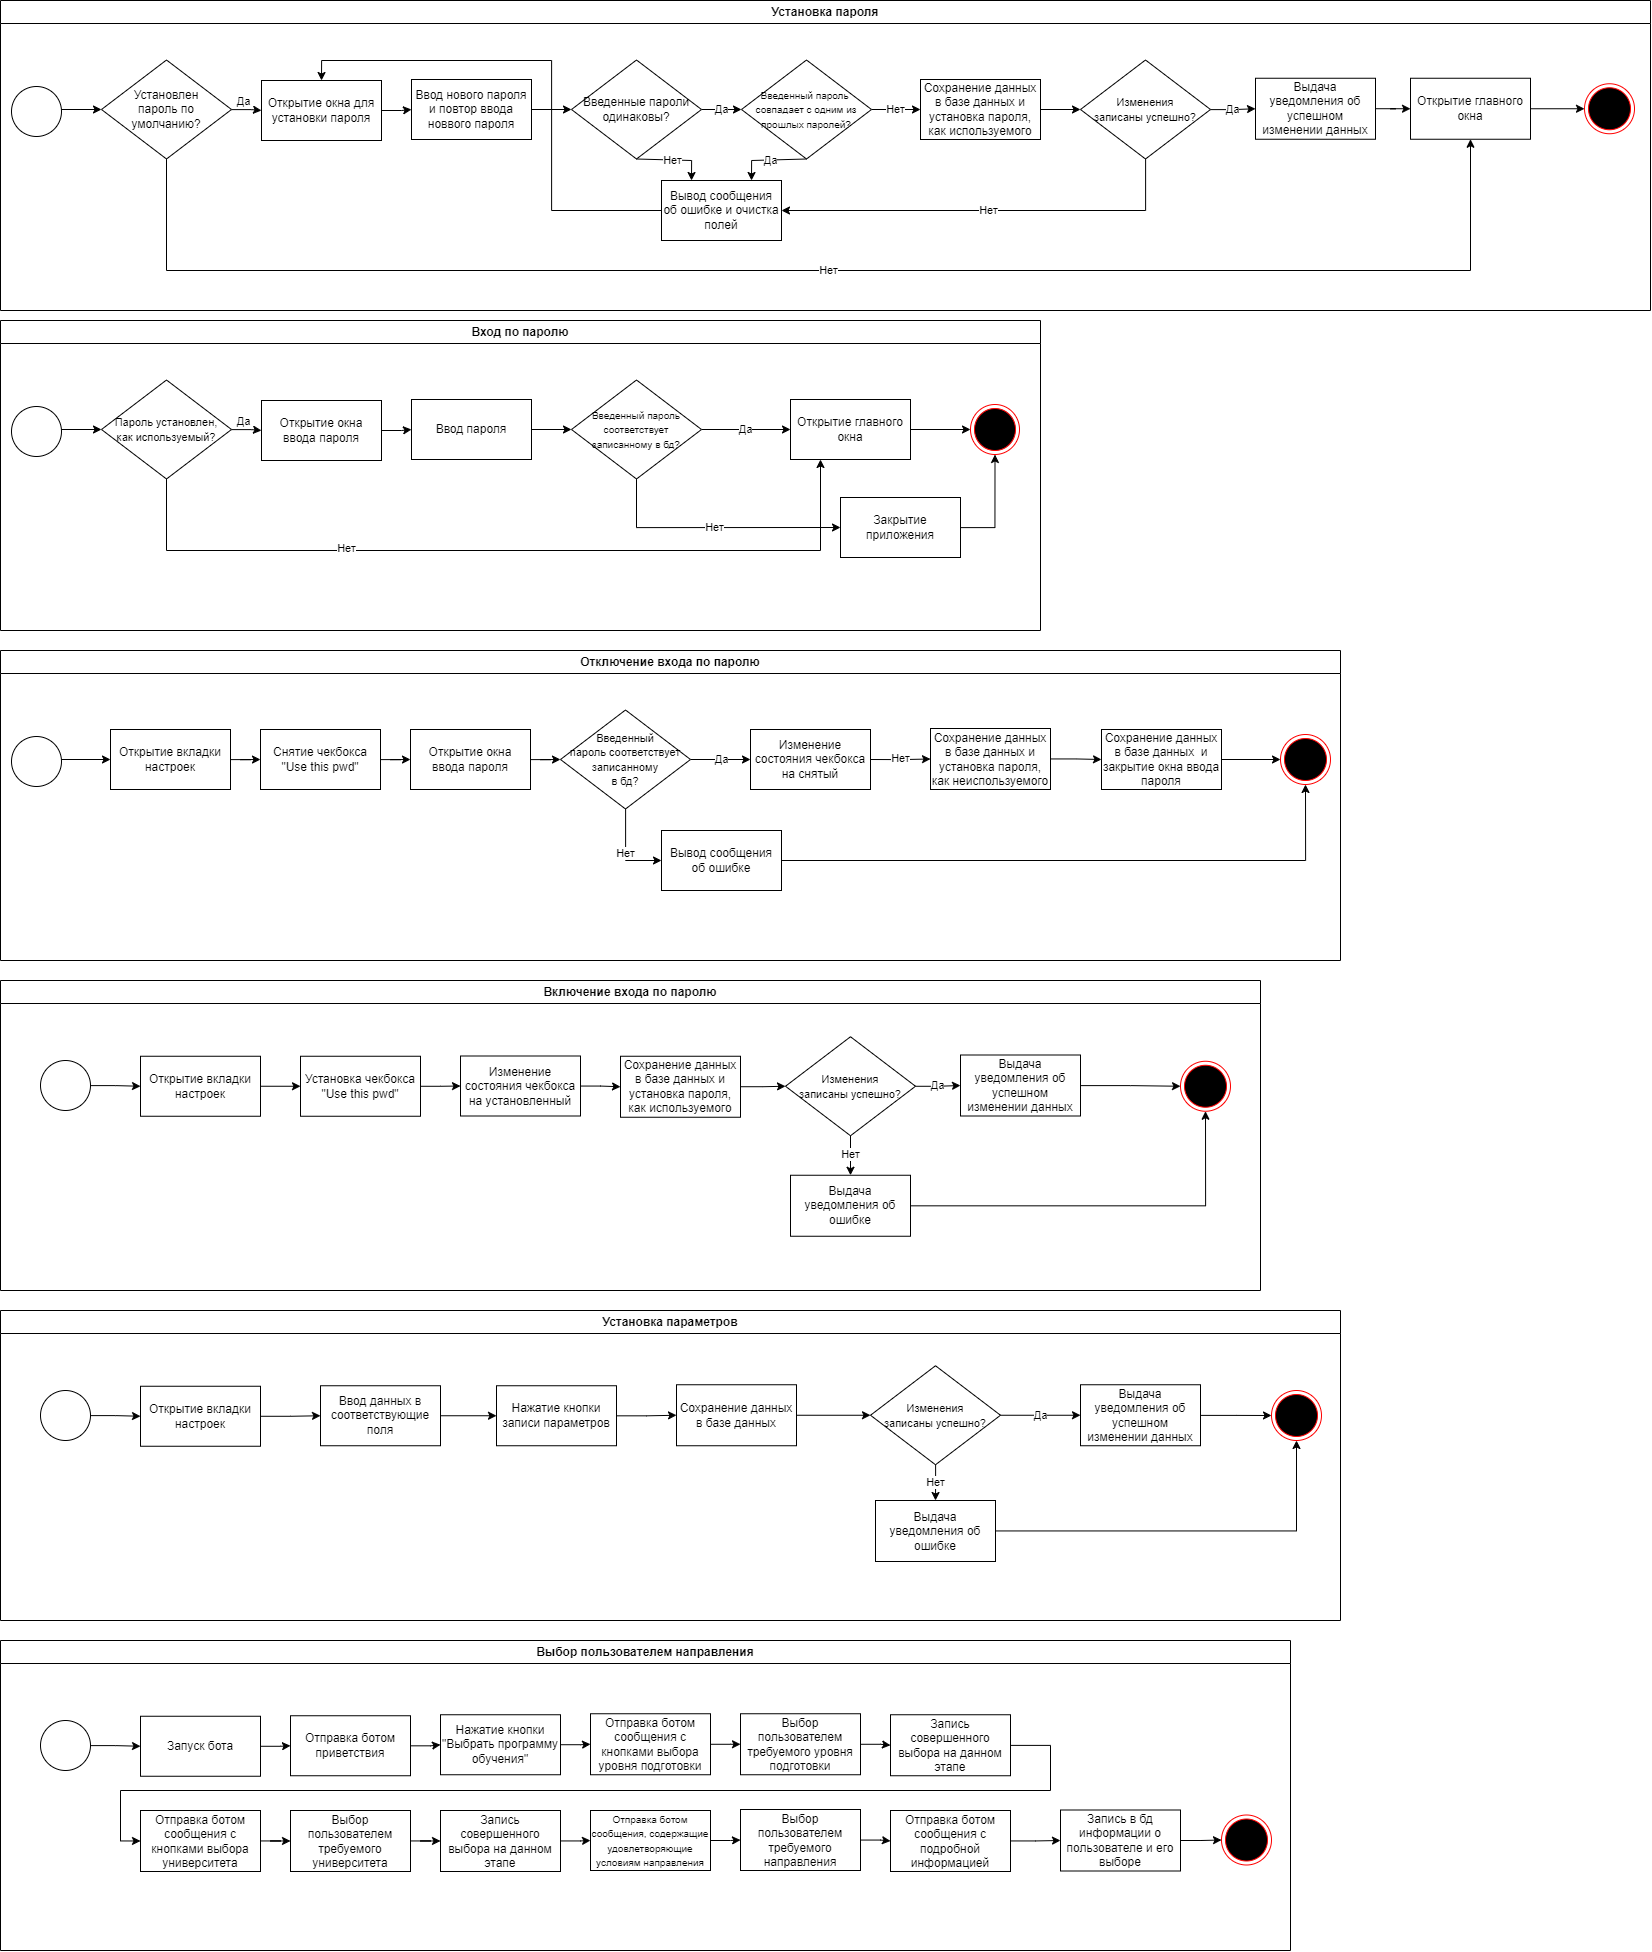 Установка пароля
Установлен
пароль по
умолчанию?
Да
Открытие окна для
установки пароля
Ввод нового пароля
и повтор ввода
новвого пароля
Введенные пароли
одинаковы?
Да
Введенный пароль
совпадает с одним из
прошлых паролей?
Нет
Сохранение данных
в базе данных и
установка пароля,
как используемого
Изменения
записаны успешно?
Да
Выдача
уведомления об
успешном
изменении данных
Открытие главного
окна
Нет
Да
Вывод сообщения
об ошибке и очистка
полей
Нет
Нет
Вход по паролю
Пароль установлен,
как используемый?
Да
Открытие окна
ввода пароля
Ввод пароля
Введенный пароль
соответствует
записанному в бд?
Да
Открытие главного
окна
Нет
Закрытие
приложения
Нет
Отключение входа по паролю
Открытие вкладки
настроек
Снятие чекбокса
"Use this pwd"
Открытие окна
ввода пароля
Введенный
пароль соответствует
записанному
в бд?
Да
Изменение
состояния чекбокса
на снятый
Нет
Сохранение данных
в базе данных и
установка пароля,
как неиспользуемого
Сохранение данных
в базе данных и
закрытие окна ввода
пароля
Нет
Вывод сообщения
об ошибке
Включение входа по паролю
Открытие вкладки
настроек
Установка чекбокса
"Use this pwd"
Изменение
состояния чекбокса
на установленный
Сохранение данных
в базе данных и
установка пароля,
как используемого
Изменения
записаны успешно?
Да
Выдача
уведомления об
успешном
изменении данных
Нет
Выдача
уведомления об
ошибке
Установка параметров
Открытие вкладки
настроек
Ввод данных в
соответствующие
поля
Нажатие кнопки
записи параметров
Сохранение данных
в базе данных
Изменения
записаны успешно?
Да
Выдача
уведомления об
успешном
изменении данных
Нет
Выдача
уведомления об
ошибке
Выбор пользователем направления
Запуск бота
Отправка ботом
приветствия
Нажатие кнопки
"Выбрать программу
обучения"
Отправка ботом
сообщения с
кнопками выбора
уровня подготовки
Выбор
пользователем
требуемого уровня
подготовки
Запись
совершенного
выбора на данном
этапе
Отправка ботом
сообщения с
кнопками выбора
университета
Выбор
пользователем
требуемого
университета
Запись
совершенного
выбора на данном
этапе
Отправка ботом
сообщения, содержащие
удовлетворяющие
условиям направления
Выбор
пользователем
требуемого
направления
Отправка ботом
сообщения с
подробной
информацией
Запись в бд
информации о
пользователе и его
выборе